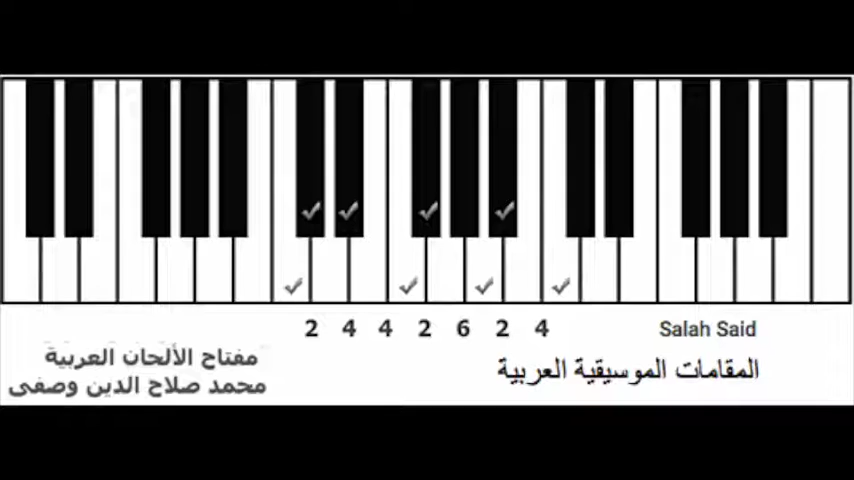 2 4 4 2 6 2 4
Salah Said
مفتاح الألحان العربية
محمد صلاح الدين وصفى
المقامات الموسيقية العربية